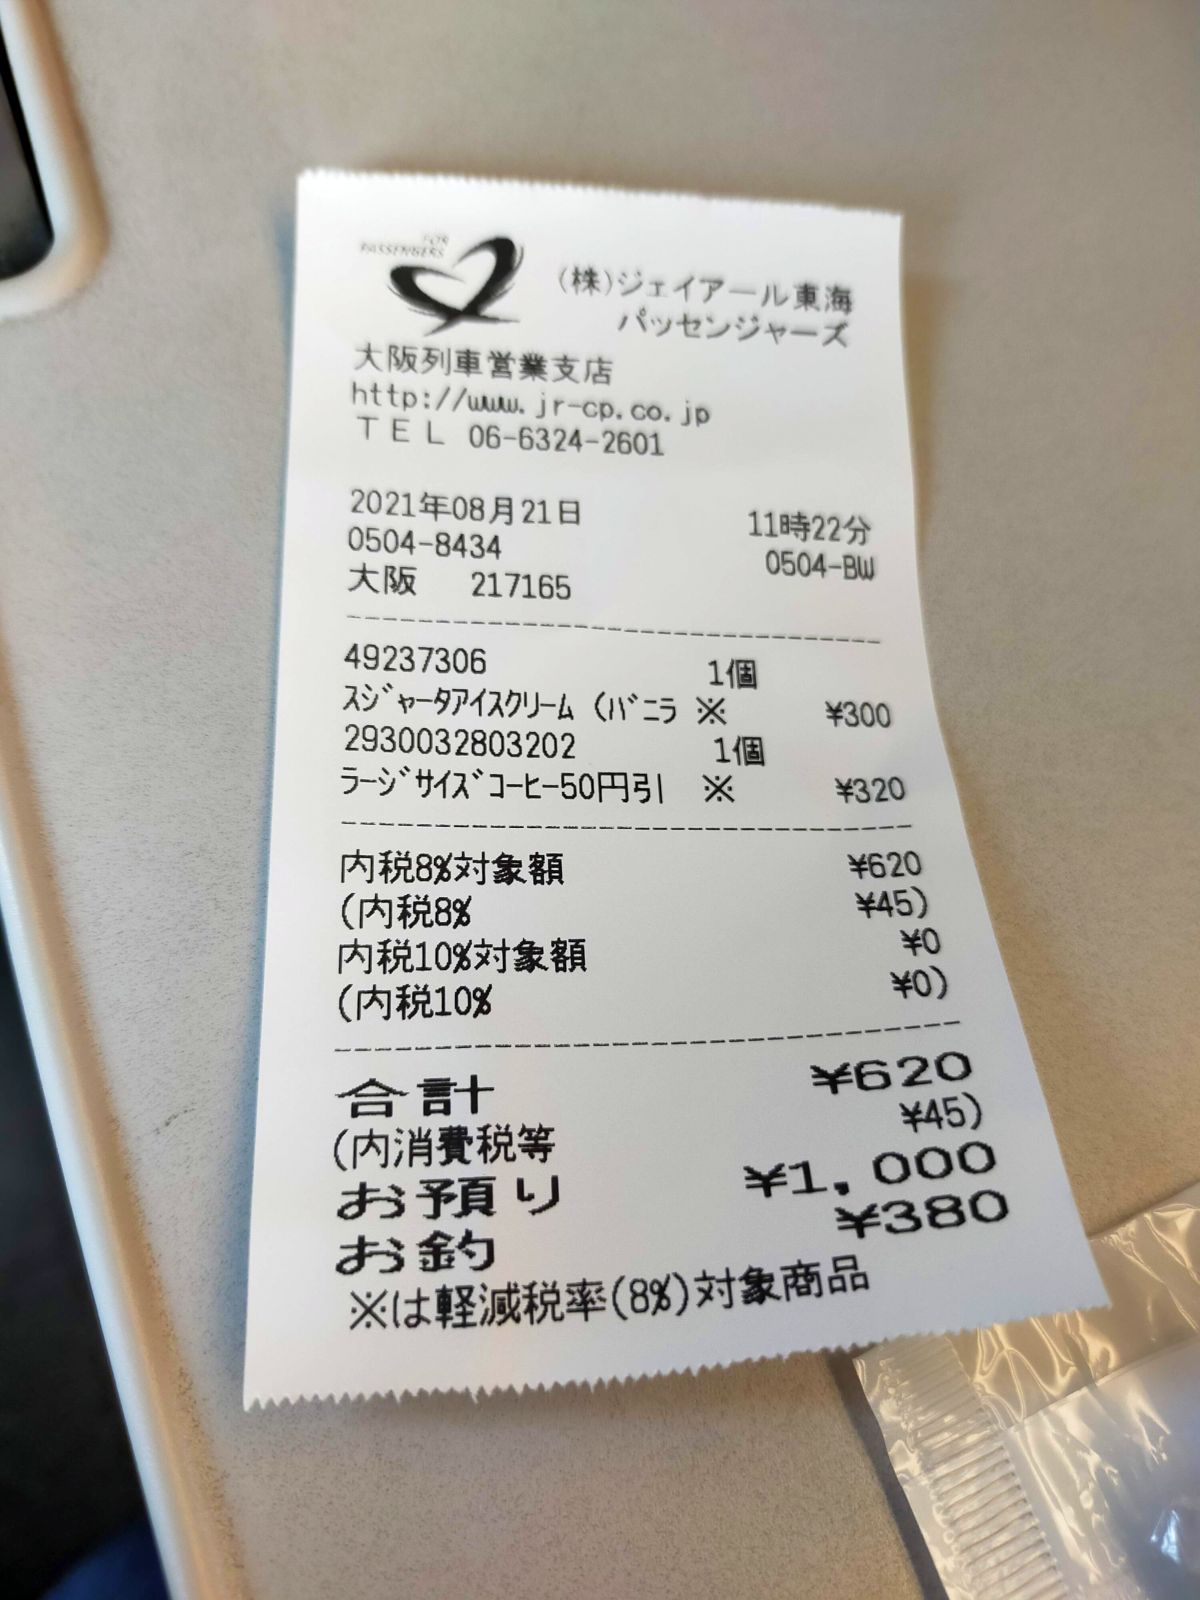 FOR
PASSENGERS
(株)ジェイアール東海
パッセンジャーズ
大阪列車営業支店
http://www.jr-cp.co.jp
TEL 06-6324-2601
2021年08月21日 11時22分
0504-8434 0504-BW
大阪 217165
49237306 1個
ｽｼﾞｬｰﾀｱｲｽｸﾘｰﾑ (ﾊﾞﾆﾗ ※ ¥300
2930032803202 1個
ﾗｰｼﾞｻｲｽﾞｺｰﾋｰ50円引 ※ ¥320
内税8%対象額 ¥620
(内税8% ¥45)
内税10%対象額 ¥0
(内税10% ¥0)
合計 ¥620
(内消費税等 ¥45)
お預り ¥1,000
お釣 ¥380
※は軽減税率(8%)対象商品